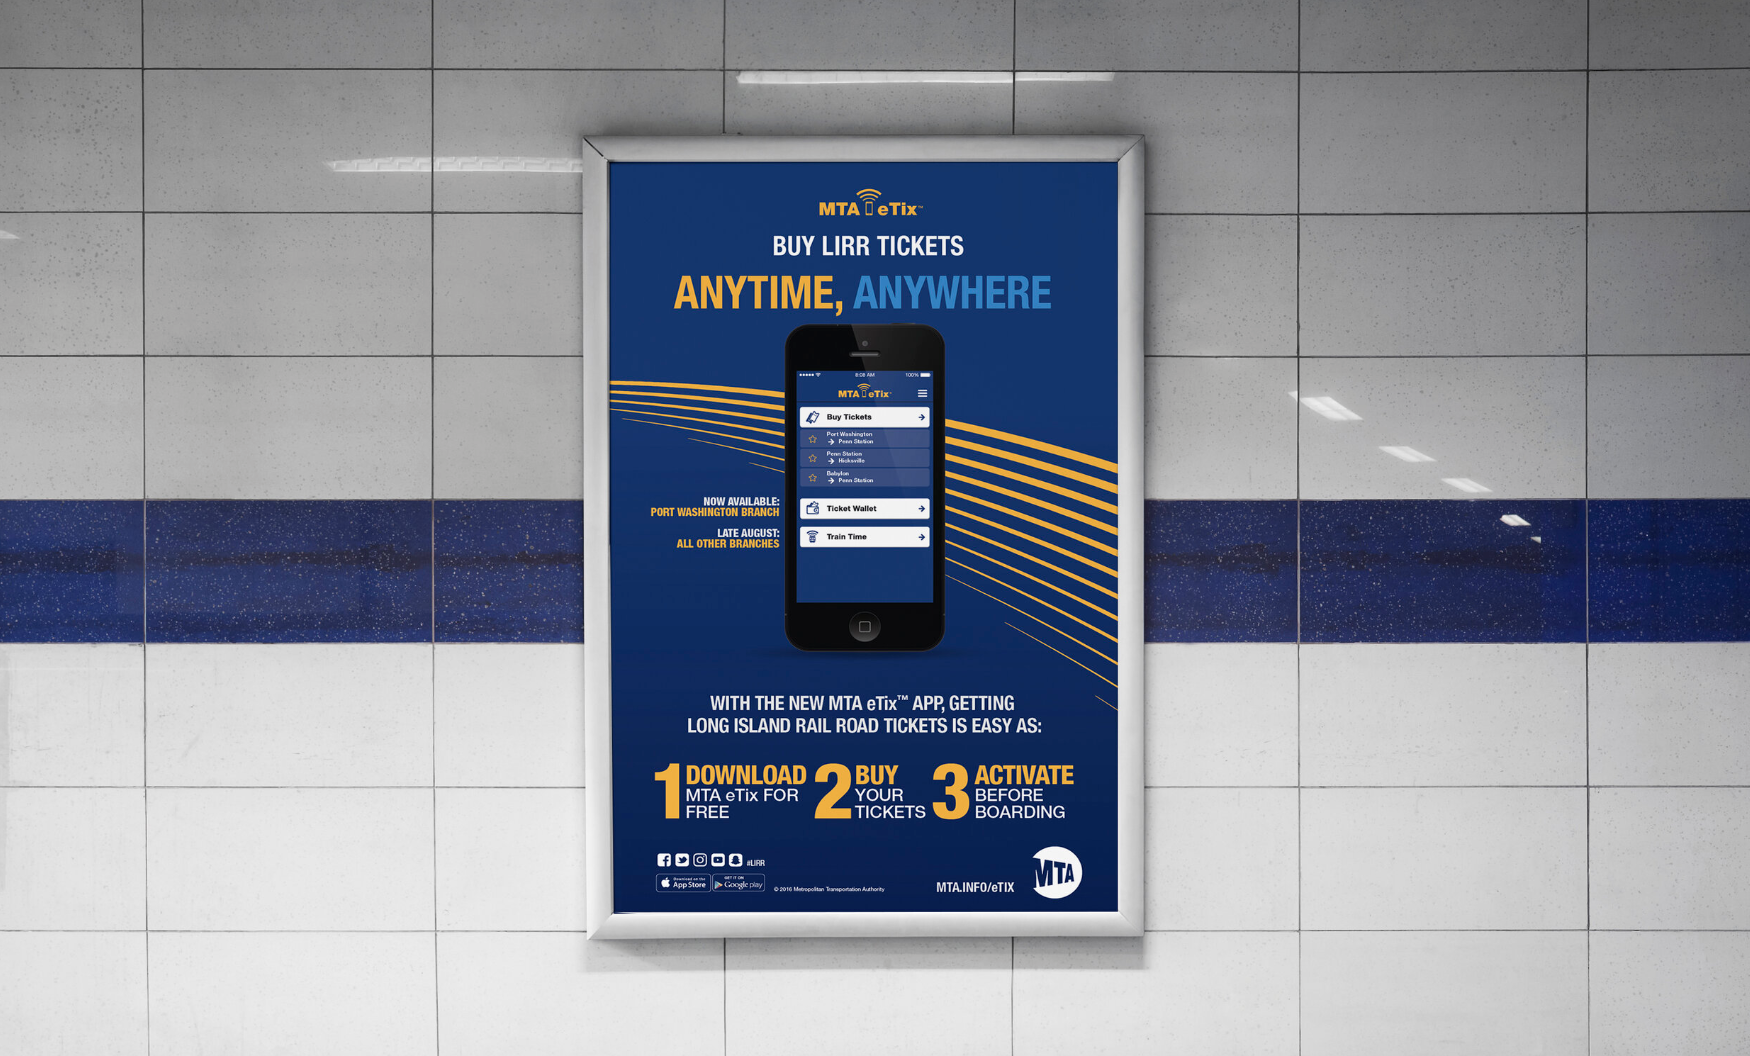 MTA eTix™
BUY LIRR TICKETS
ANYTIME, ANYWHERE
8:08 AM 100%
MTA eTix™
Buy Tickets
Port Washington
Penn Station
Penn Station
Hicksville
Babylon
Penn Station
Ticket Wallet
Train Time
NOW AVAILABLE:
PORT WASHINGTON BRANCH
LATE AUGUST:
ALL OTHER BRANCHES
WITH THE NEW MTA eTix™ APP, GETTING
LONG ISLAND RAIL ROAD TICKETS IS EASY AS:
1 DOWNLOAD
MTA eTix FOR
FREE
2 BUY
YOUR
TICKETS
3 ACTIVATE
BEFORE
BOARDING
#LIRR
Download on the
App Store
GET IT ON
Google play
© 2016 Metropolitan Transportation Authority
MTA.INFO/eTIX
MTA